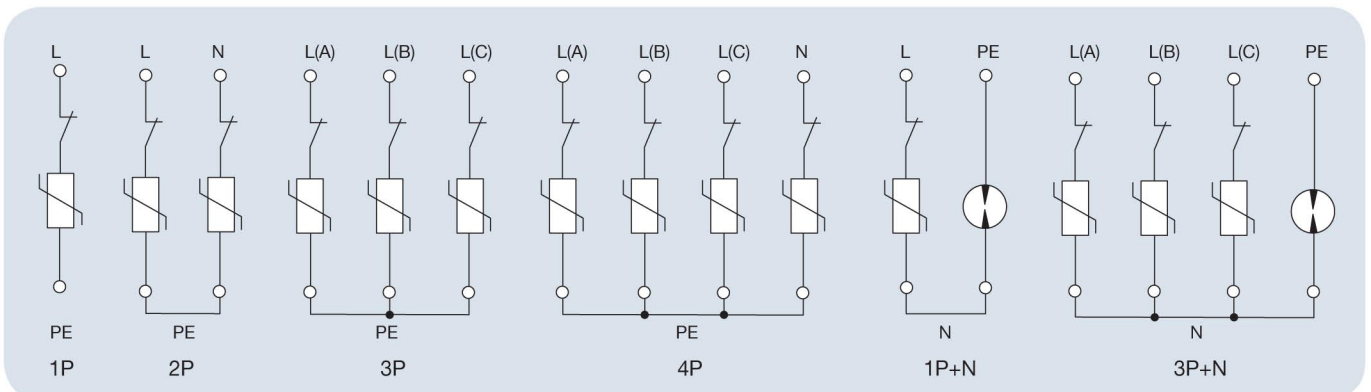 L L N L(A) L(B) L(C) L(A) L(B) L(C) N L PE L(A) L(B) L(C) PE
PE PE PE PE N N
1P 2P 3P 4P 1P+N 3P+N